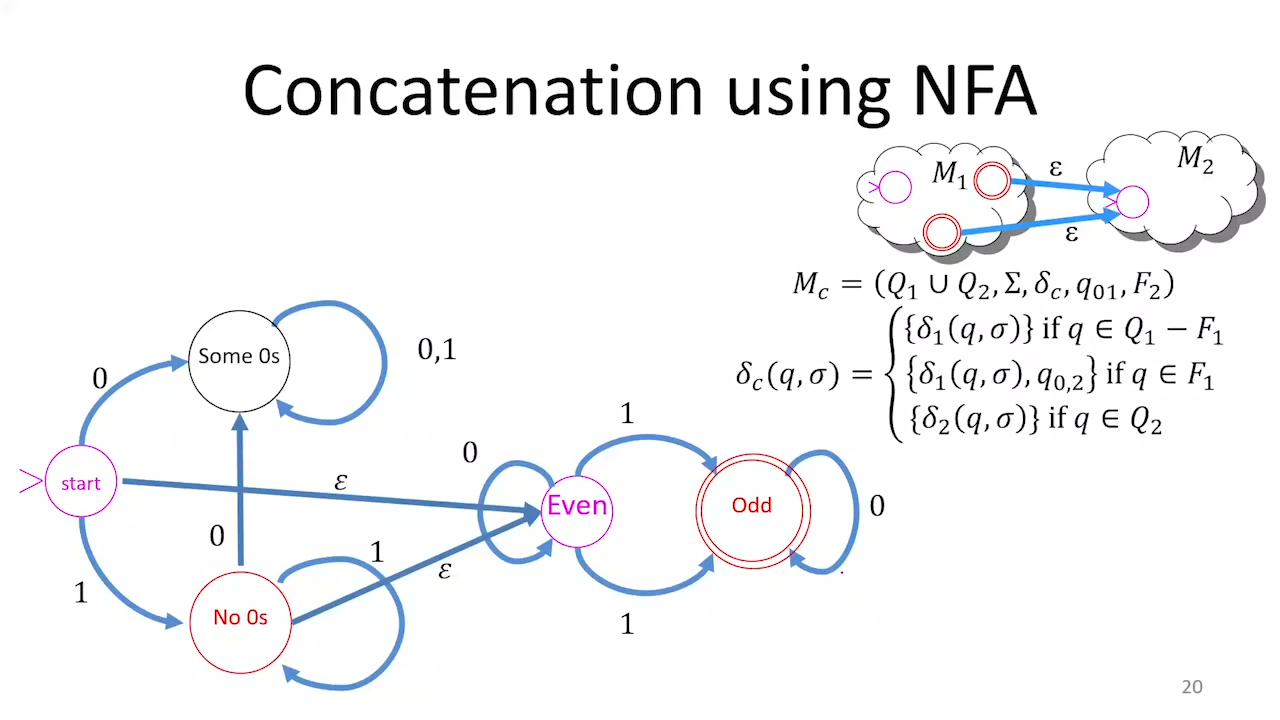 Concatenation using NFA
M₁
ε
M₂
ε
M_c = (Q₁ ∪ Q₂, Σ, δ_c, q₀₁, F₂)
δ_c(q, σ) = {
{δ₁(q, σ)} if q ∈ Q₁ − F₁
{δ₁(q, σ), q₀,₂} if q ∈ F₁
{δ₂(q, σ)} if q ∈ Q₂
Some 0s
0,1
0
1
0
>
start
ε
Even
Odd
0
0
1
ε
1
No 0s
1
20